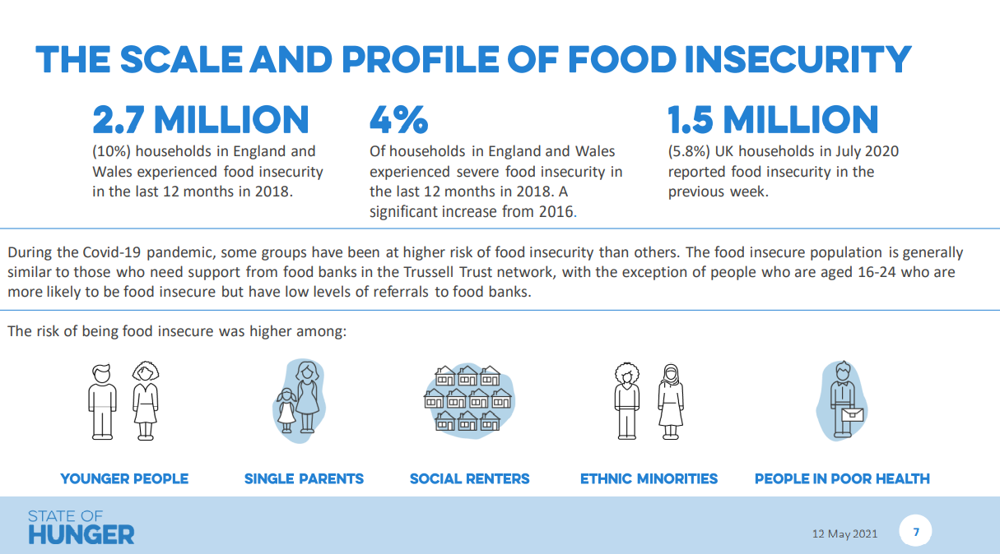 THE SCALE AND PROFILE OF FOOD INSECURITY
2.7 MILLION
(10%) households in England and
Wales experienced food insecurity
in the last 12 months in 2018.
4%
Of households in England and Wales
experienced severe food insecurity in
the last 12 months in 2018. A
significant increase from 2016.
1.5 MILLION
(5.8%) UK households in July 2020
reported food insecurity in the
previous week.
During the Covid-19 pandemic, some groups have been at higher risk of food insecurity than others. The food insecure population is generally
similar to those who need support from food banks in the Trussell Trust network, with the exception of people who are aged 16-24 who are
more likely to be food insecure but have low levels of referrals to food banks.
The risk of being food insecure was higher among:
YOUNGER PEOPLE
SINGLE PARENTS
SOCIAL RENTERS
ETHNIC MINORITIES
PEOPLE IN POOR HEALTH
STATE OF
HUNGER
12 May 2021
7